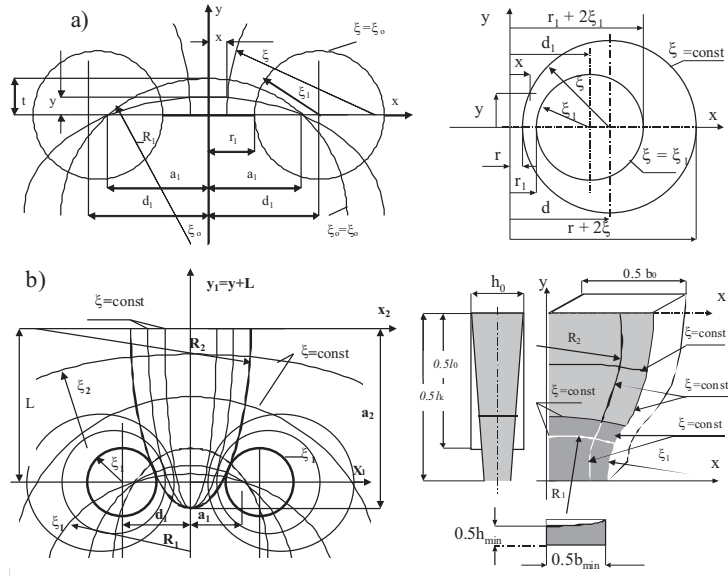 a)
y
x
ξ
ξ=ξₒ
ξ₁
t
y
x
R₁
r₁
a₁
a₁
d₁
d₁
ξₒ
ξₒ=ξₒ
y
r₁ + 2ξ₁
d₁
x
ξ
ξ=const
y
ξ₁
x
r
ξ = ξ₁
r₁
d
r + 2ξ
b)
y₁=y+L
ξ=const
x₂
R₂
ξ=const
L
ξ₂
a₂
ξ₁
ξ₁
x₁
d₁
a₁
ξ₁
R₁
h₀
y
0.5 b₀
x
R₂
ξ=const
0.5l₀
0.5lₖ
ξ=const
ξ=const
ξ=const
ξ₁
R₁
x
0.5h_min
0.5b_min